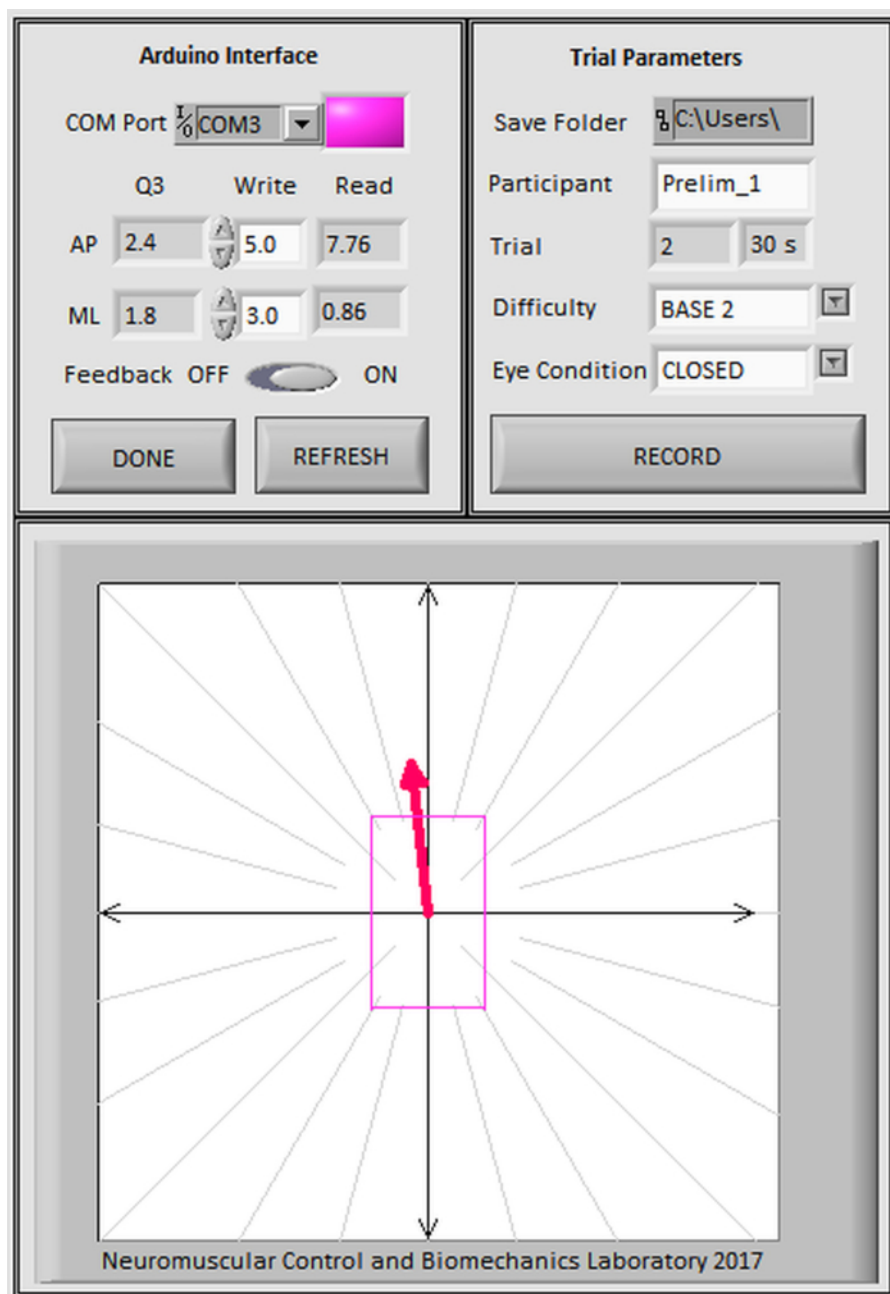 Arduino Interface
COM Port I/O COM3
Q3 Write Read
AP 2.4 5.0 7.76
ML 1.8 3.0 0.86
Feedback OFF ON
DONE REFRESH
Trial Parameters
Save Folder C:\Users\
Participant Prelim_1
Trial 2 30 s
Difficulty BASE 2
Eye Condition CLOSED
RECORD
Neuromuscular Control and Biomechanics Laboratory 2017